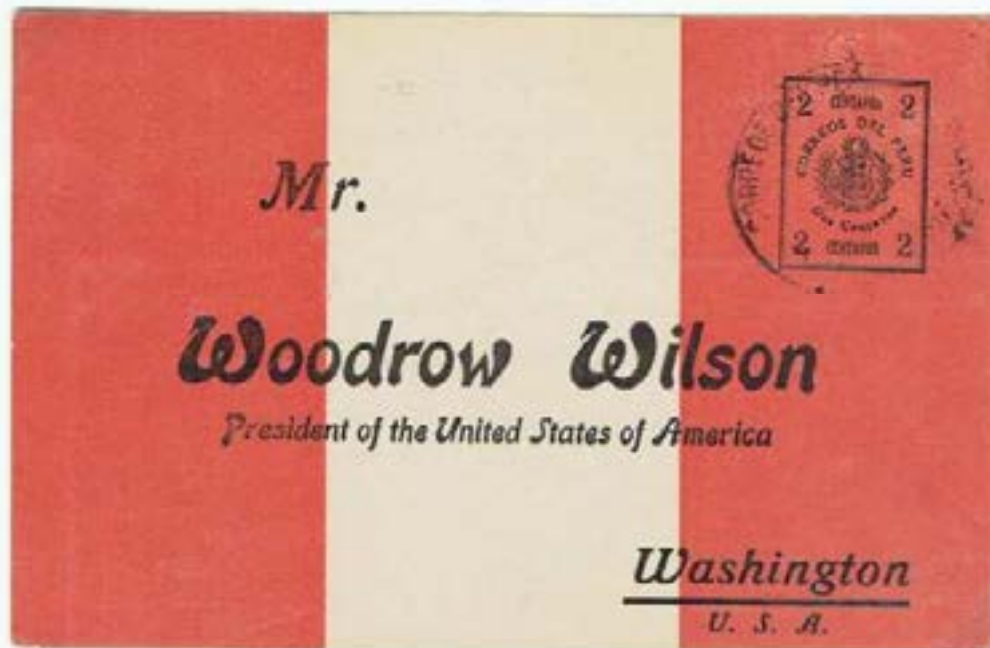 Mr.
2 2
CORREOS DEL PERU
Dos Centavos
2 2
Woodrow Wilson
President of the United States of America
Washington
U. S. A.